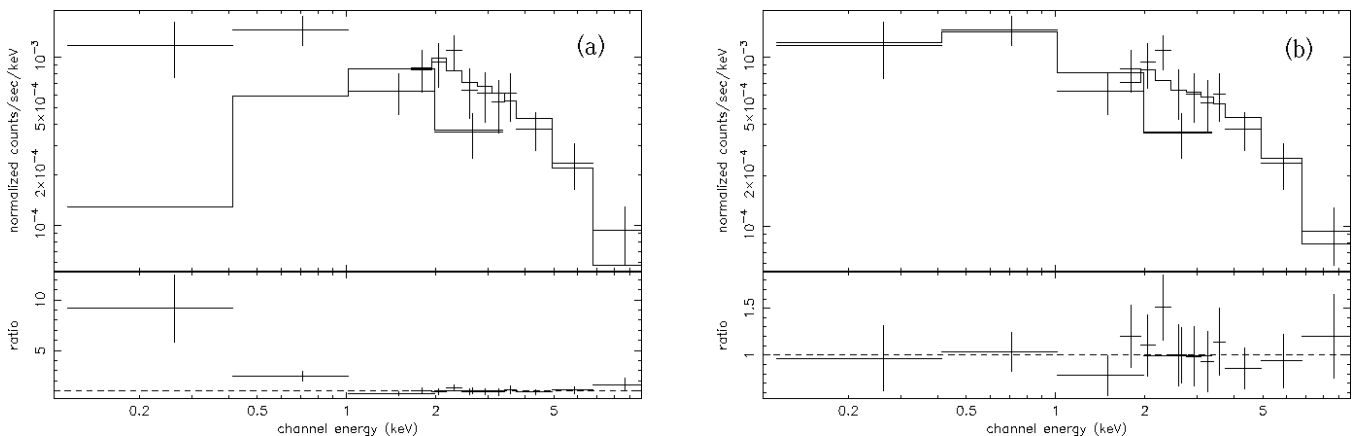 (a)
normalized counts/sec/keV
10⁻³
5×10⁻⁴
2×10⁻⁴
10⁻⁴
ratio
10
5
0.2 0.5 1 2 5
channel energy (keV)
(b)
normalized counts/sec/keV
10⁻³
5×10⁻⁴
2×10⁻⁴
10⁻⁴
ratio
1.5
1
0.2 0.5 1 2 5
channel energy (keV)